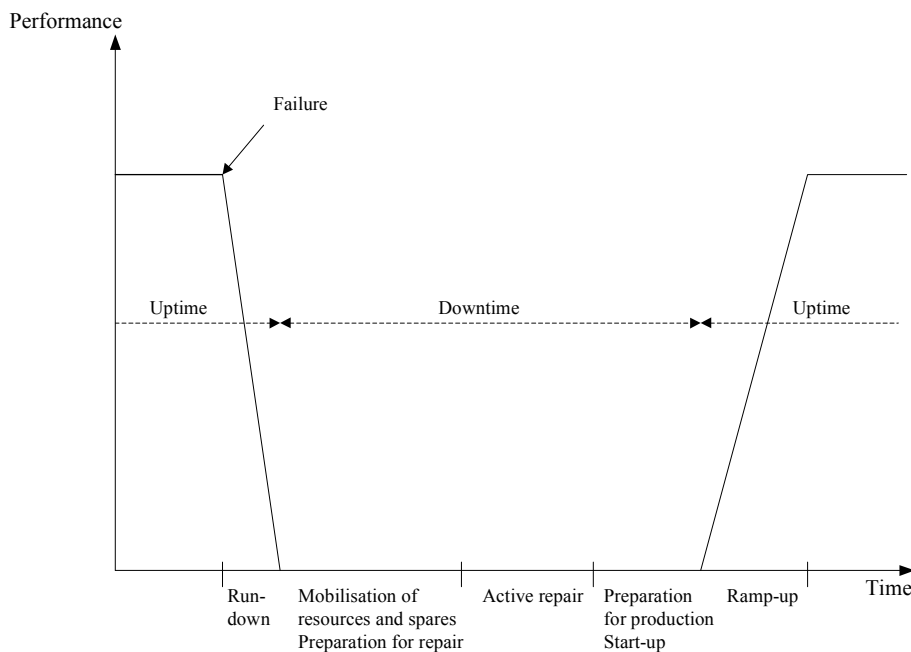 Performance
Failure
Uptime
Downtime
Uptime
Time
Run-
down
Mobilisation of
resources and spares
Preparation for repair
Active repair
Preparation
for production
Start-up
Ramp-up